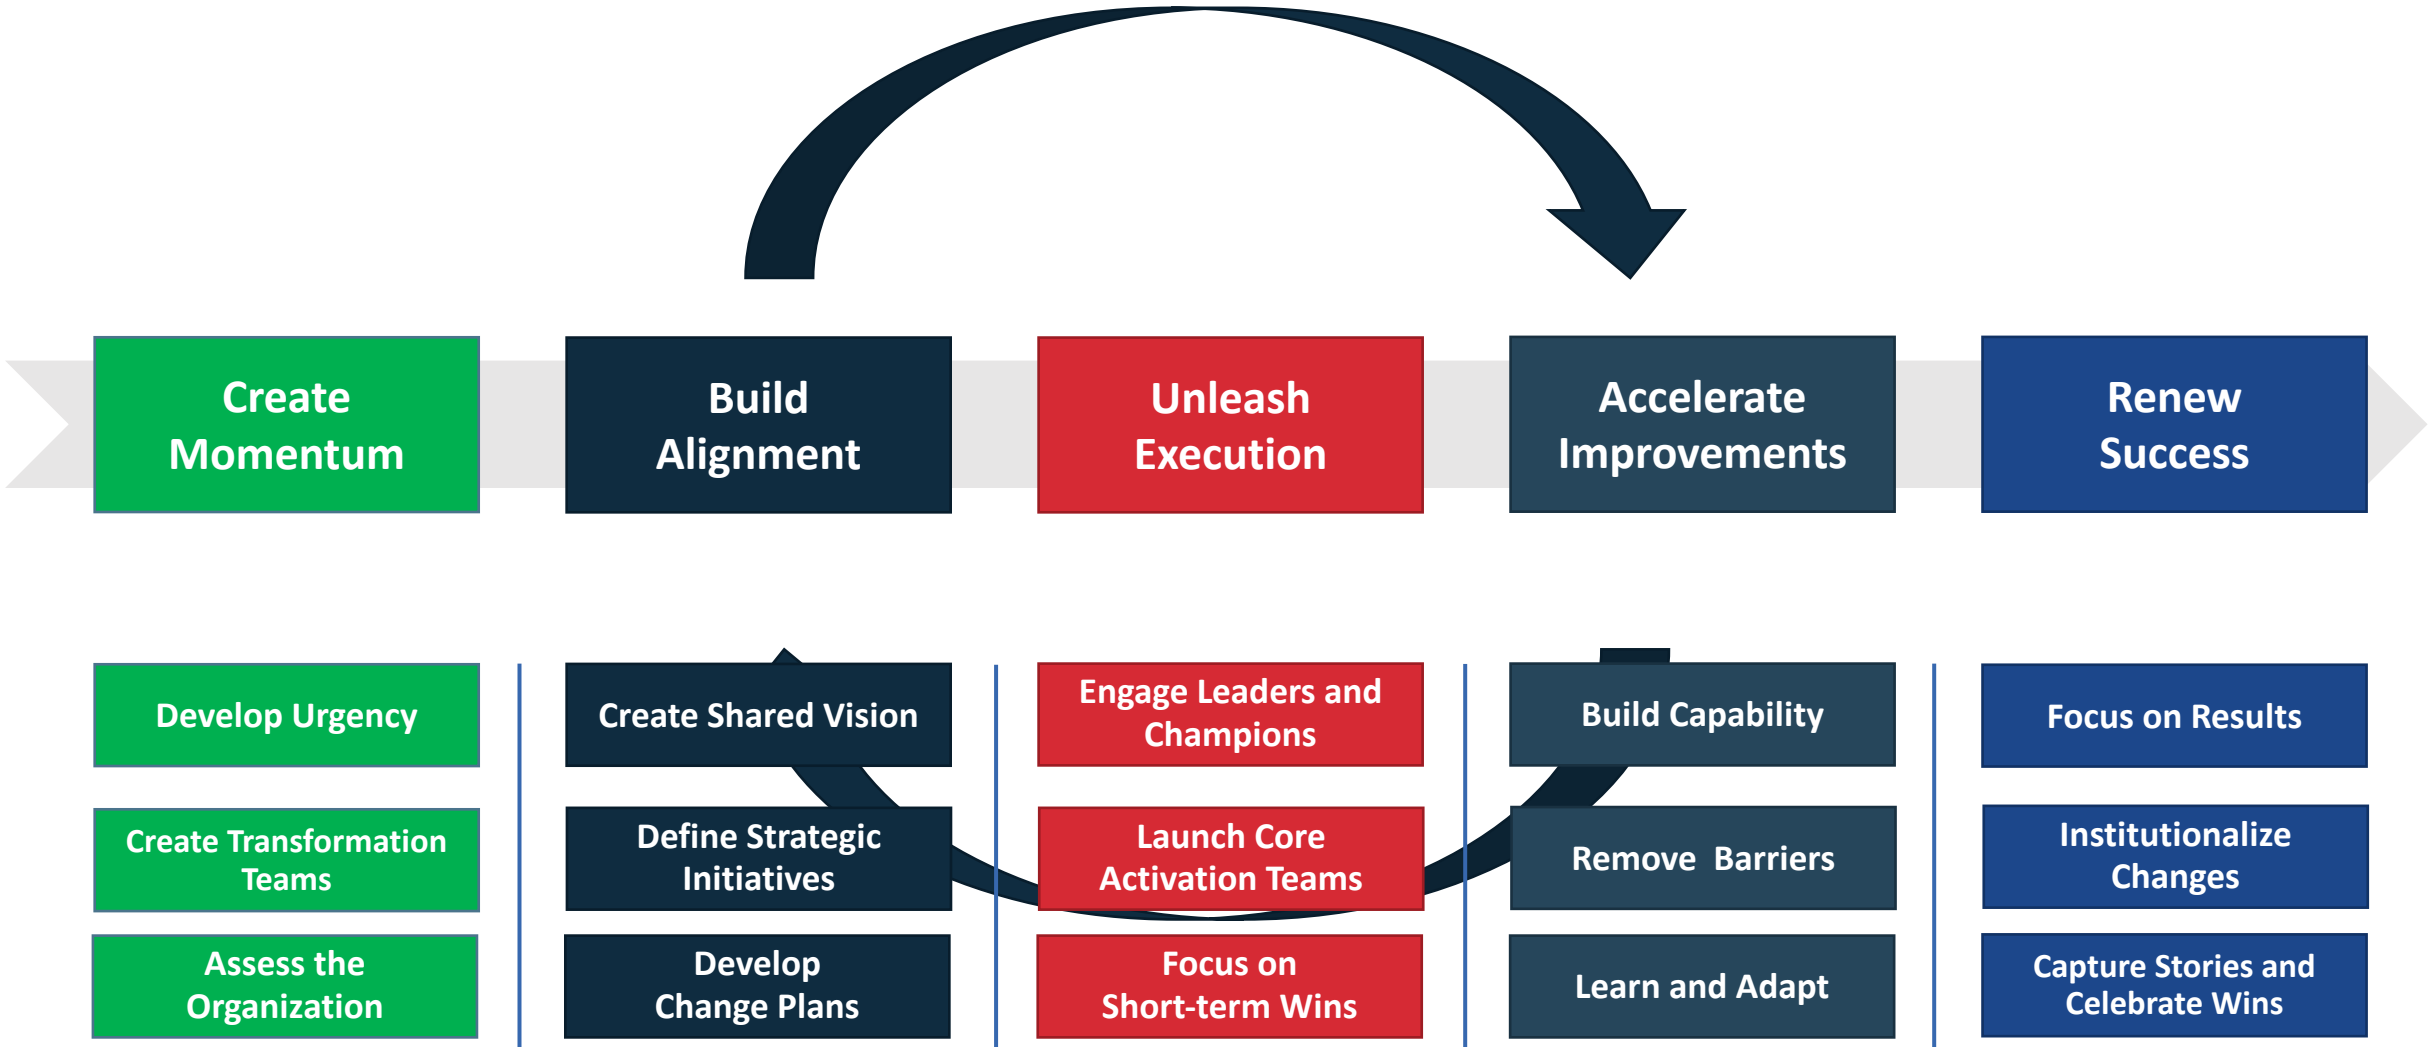 Create
Momentum
Build
Alignment
Unleash
Execution
Accelerate
Improvements
Renew
Success
Develop Urgency
Create Shared Vision
Engage Leaders and
Champions
Build Capability
Focus on Results
Create Transformation
Teams
Define Strategic
Initiatives
Launch Core
Activation Teams
Remove  Barriers
Institutionalize
Changes
Assess the
Organization
Develop
Change Plans
Focus on
Short-term Wins
Learn and Adapt
Capture Stories and
Celebrate Wins